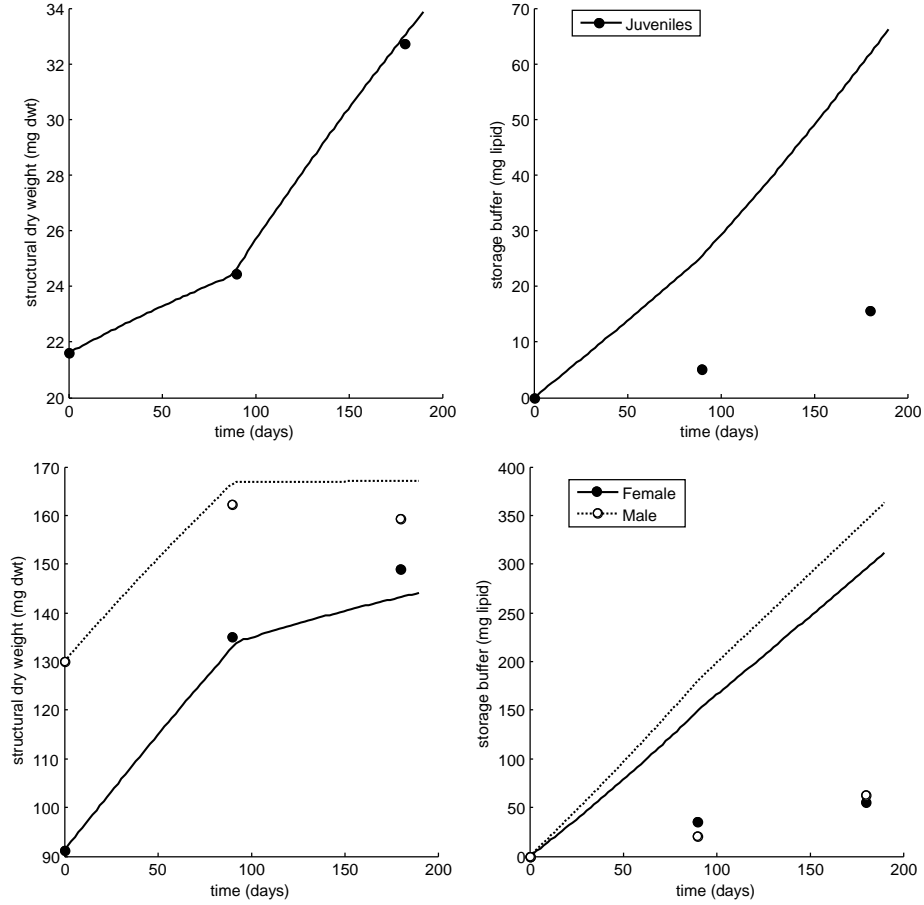 34
32
30
28
26
24
22
20
0 50 100 150 200
structural dry weight (mg dwt)
time (days)
70
60
50
40
30
20
10
0
0 50 100 150 200
storage buffer (mg lipid)
time (days)
Juveniles
170
160
150
140
130
120
110
100
90
0 50 100 150 200
structural dry weight (mg dwt)
time (days)
400
350
300
250
200
150
100
50
0
0 50 100 150 200
storage buffer (mg lipid)
time (days)
Female
Male